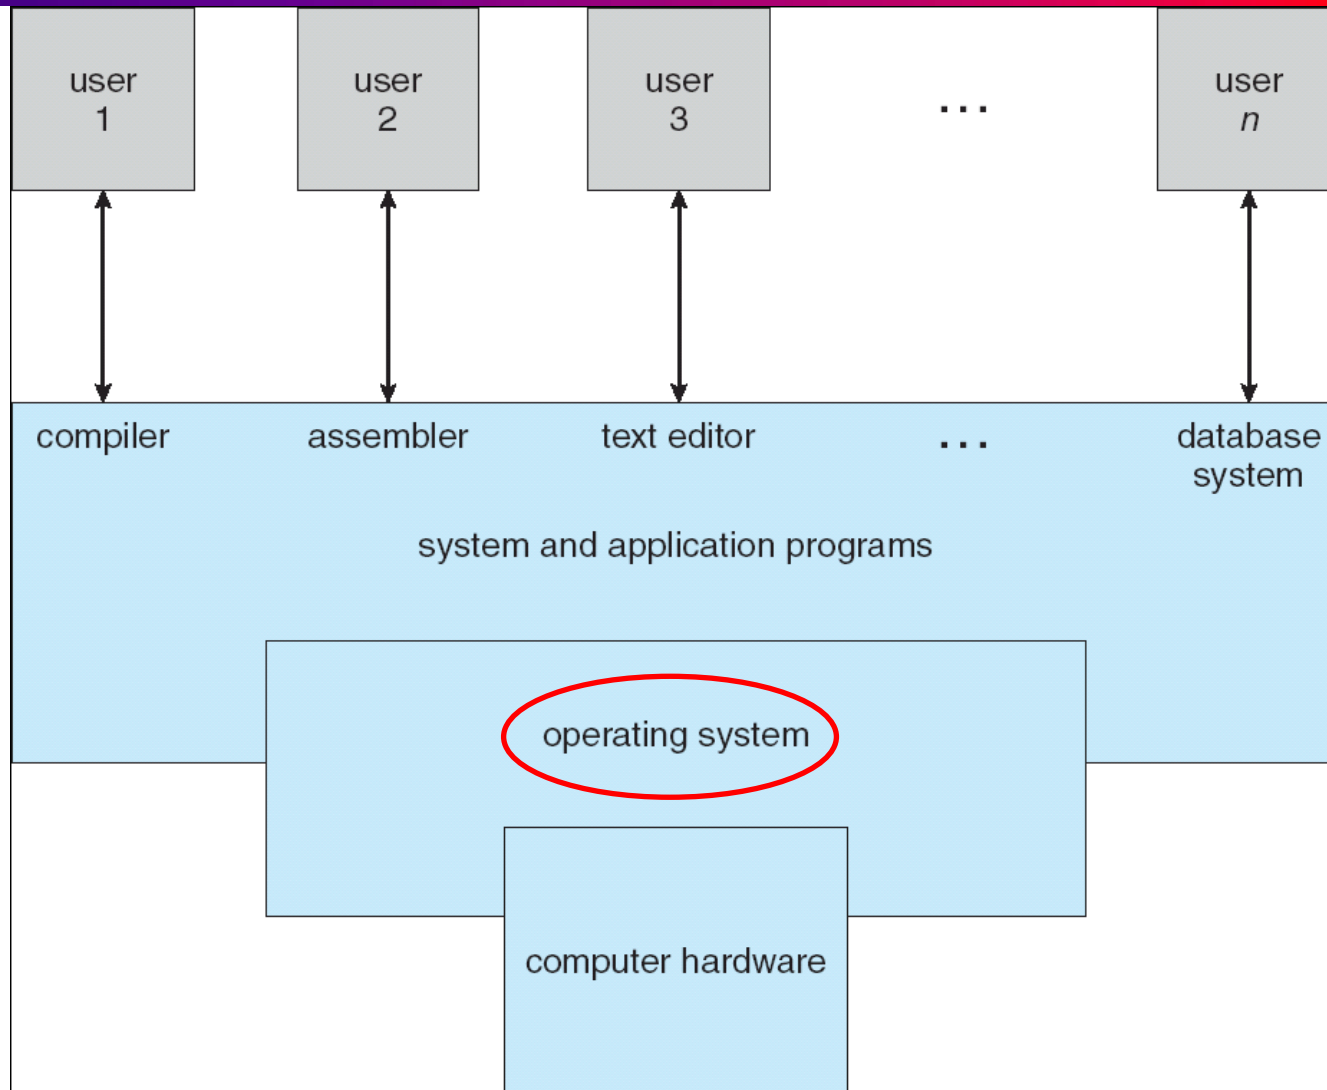 user
1
user
2
user
3
...
user
n
compiler
assembler
text editor
...
database
system
system and application programs
operating system
computer hardware